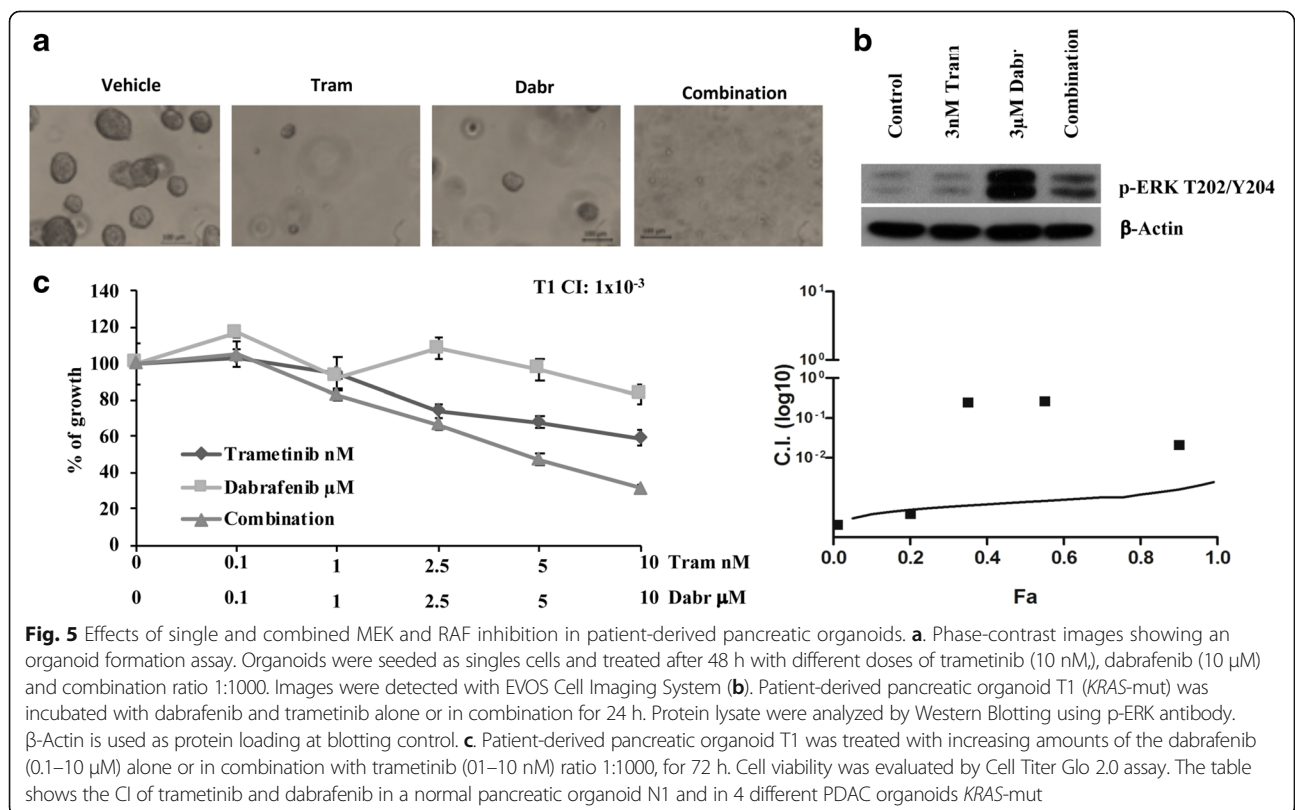 a
Vehicle
Tram
Dabr
Combination
100 µm
100 µm
100 µm
b
Control
3nM Tram
3µM Dabr
Combination
p-ERK T202/Y204
β-Actin
c
T1 CI: 1x10⁻³
% of growth
140
120
100
80
60
40
20
0
Trametinib nM
Dabrafenib µM
Combination
0 0.1 1 2.5 5 10 Tram nM
0 0.1 1 2.5 5 10 Dabr µM
C.I. (log10)
10¹
10⁰
10⁰
10⁻¹
10⁻²
0.0 0.2 0.4 0.6 0.8 1.0
Fa
Fig. 5 Effects of single and combined MEK and RAF inhibition in patient-derived pancreatic organoids. a. Phase-contrast images showing an
organoid formation assay. Organoids were seeded as singles cells and treated after 48 h with different doses of trametinib (10 nM,), dabrafenib (10 µM)
and combination ratio 1:1000. Images were detected with EVOS Cell Imaging System (b). Patient-derived pancreatic organoid T1 (KRAS-mut) was
incubated with dabrafenib and trametinib alone or in combination for 24 h. Protein lysate were analyzed by Western Blotting using p-ERK antibody.
β-Actin is used as protein loading at blotting control. c. Patient-derived pancreatic organoid T1 was treated with increasing amounts of the dabrafenib
(0.1–10 µM) alone or in combination with trametinib (01–10 nM) ratio 1:1000, for 72 h. Cell viability was evaluated by Cell Titer Glo 2.0 assay. The table
shows the CI of trametinib and dabrafenib in a normal pancreatic organoid N1 and in 4 different PDAC organoids KRAS-mut